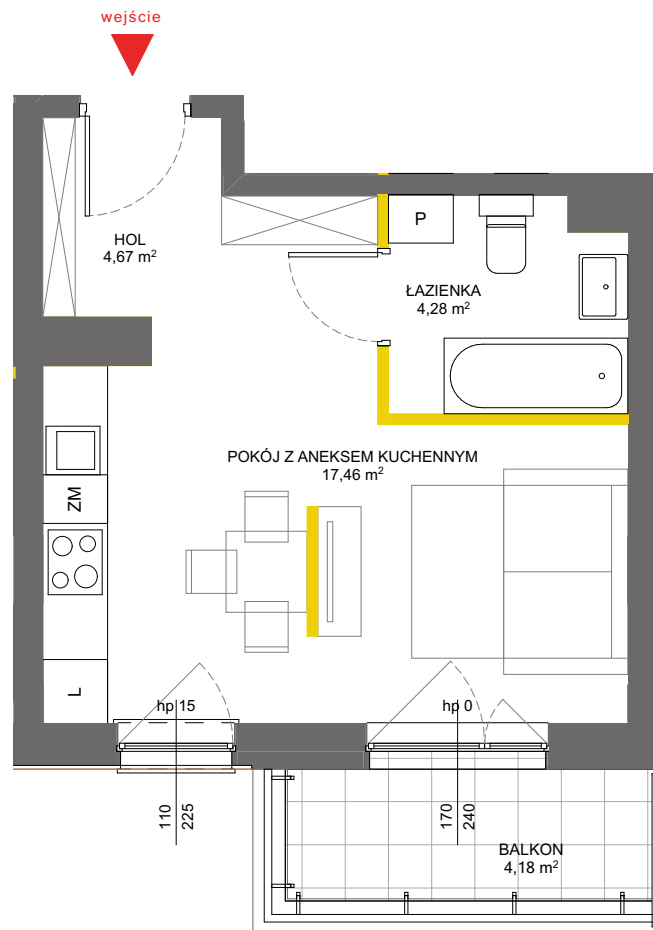 wejście
HOL
4,67 m²
P
ŁAZIENKA
4,28 m²
POKÓJ Z ANEKSEM KUCHENNYM
17,46 m²
ZM
L
hp 15
hp 0
110
225
170
240
BALKON
4,18 m²